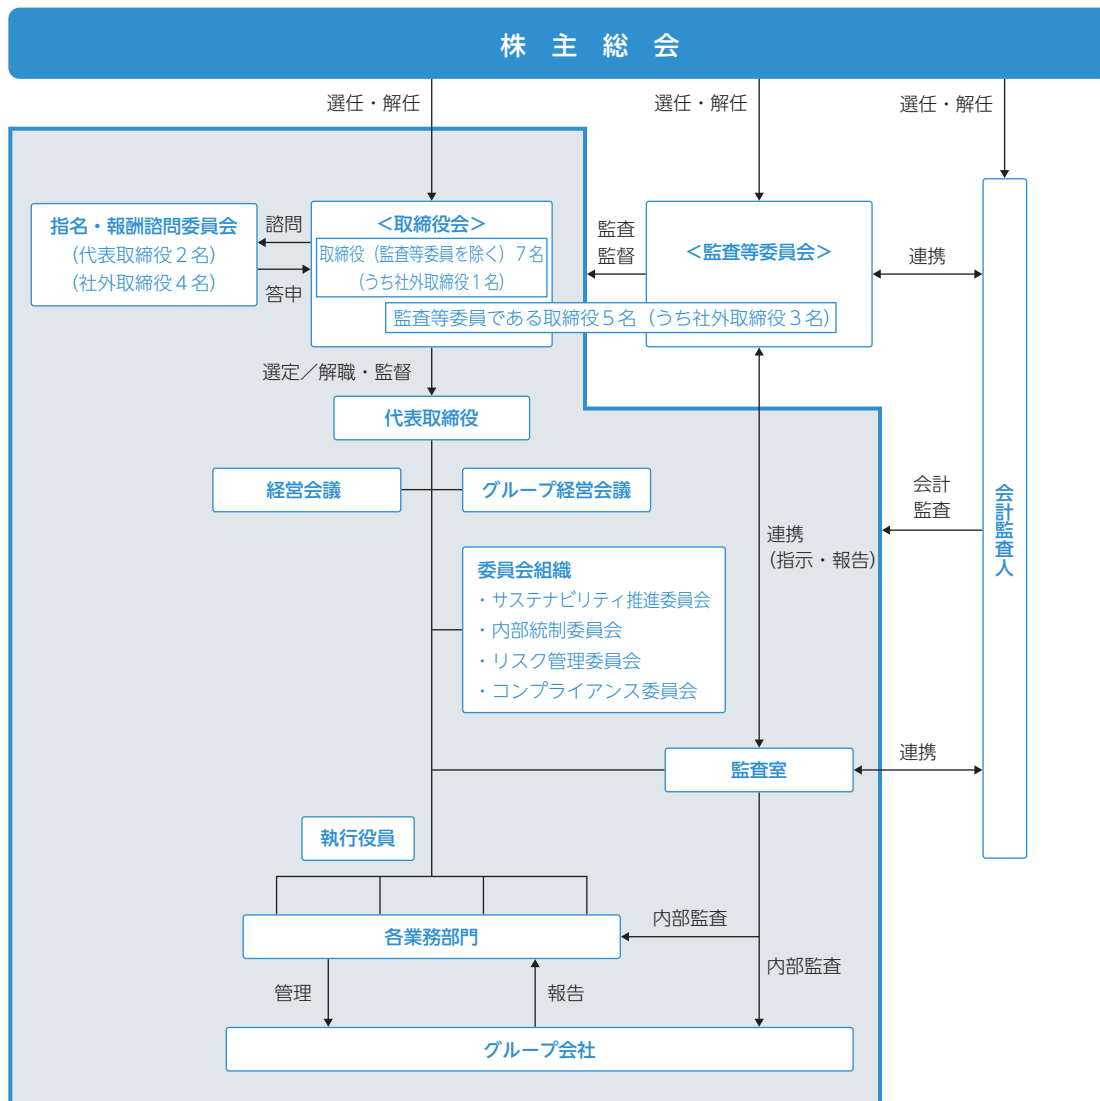 株主総会
選任・解任
選任・解任
選任・解任
指名・報酬諮問委員会
（代表取締役２名）
（社外取締役４名）
諮問
答申
＜取締役会＞
取締役（監査等委員を除く）７名
（うち社外取締役１名）
監査
監督
＜監査等委員会＞
連携
監査等委員である取締役５名（うち社外取締役３名）
選定／解職・監督
代表取締役
経営会議
グループ経営会議
会計
監査
会計監査人
連携
（指示・報告）
委員会組織
・サステナビリティ推進委員会
・内部統制委員会
・リスク管理委員会
・コンプライアンス委員会
監査室
連携
執行役員
各業務部門
内部監査
内部監査
管理
報告
グループ会社